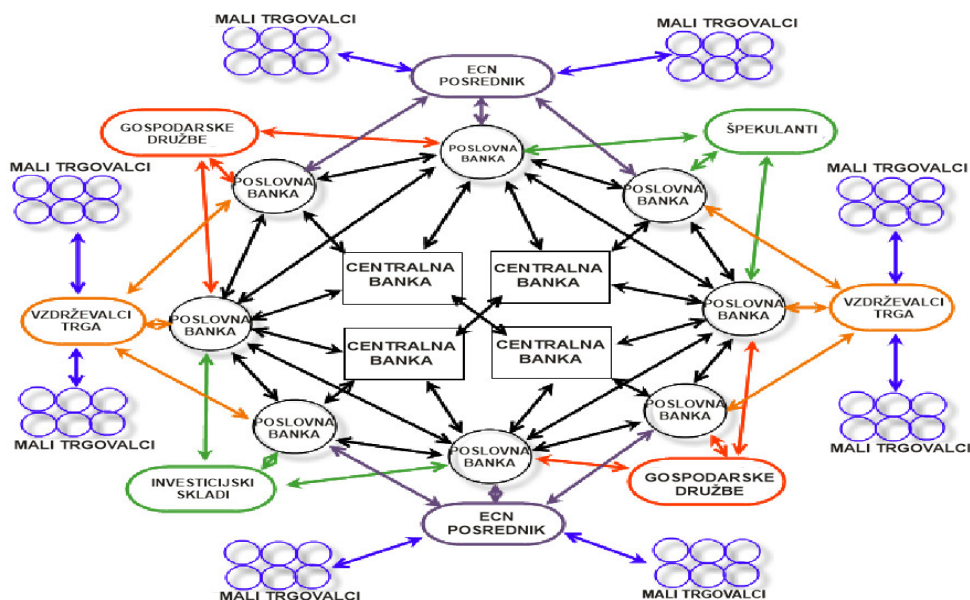 MALI TRGOVALCI
MALI TRGOVALCI
ECN
POSREDNIK
GOSPODARSKE
DRUŽBE
ŠPEKULANTI
POSLOVNA
BANKA
MALI TRGOVALCI
MALI TRGOVALCI
POSLOVNA
BANKA
POSLOVNA
BANKA
CENTRALNA
BANKA
CENTRALNA
BANKA
VZDRŽEVALCI
TRGA
POSLOVNA
BANKA
POSLOVNA
BANKA
VZDRŽEVALCI
TRGA
CENTRALNA
BANKA
CENTRALNA
BANKA
MALI TRGOVALCI
MALI TRGOVALCI
POSLOVNA
BANKA
POSLOVNA
BANKA
POSLOVNA
BANKA
INVESTICIJSKI
SKLADI
GOSPODARSKE
DRUŽBE
ECN
POSREDNIK
MALI TRGOVALCI
MALI TRGOVALCI